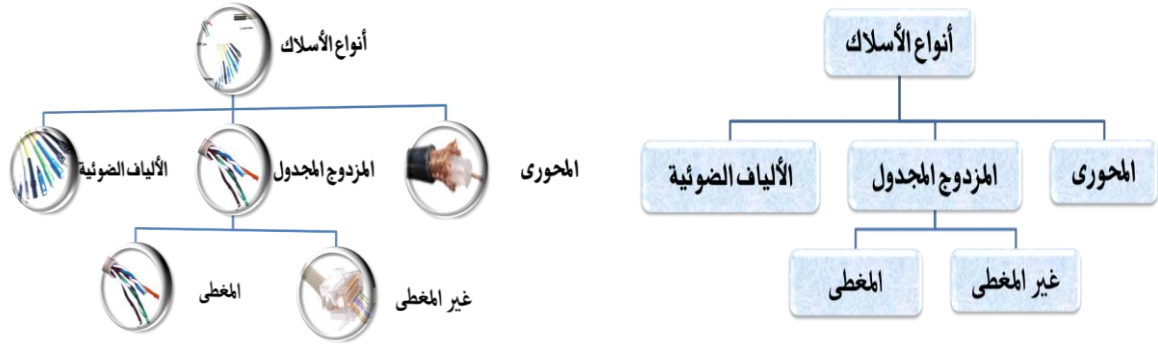 أنواع الأسلاك
المحورى
المزدوج المجدول
الألياف الضوئية
غير المغطى
المغطى
أنواع الأسلاك
المحورى
المزدوج المجدول
الألياف الضوئية
غير المغطى
المغطى